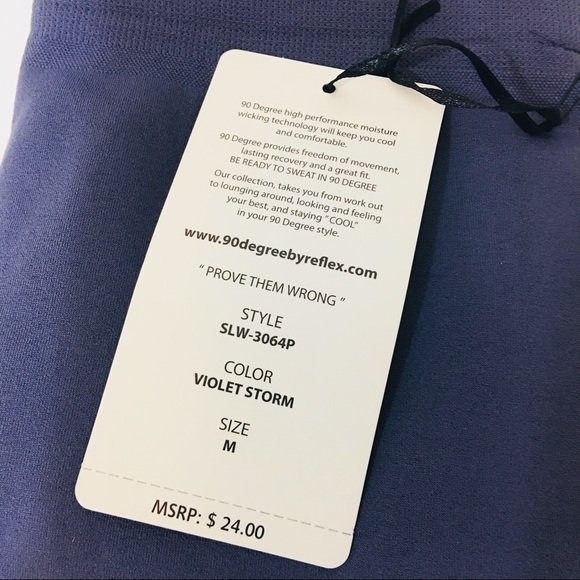 90 Degree high performance moisture
wicking technology will keep you cool
and comfortable.
90 Degree provides freedom of movement,
lasting recovery and a great fit.
BE READY TO SWEAT IN 90 DEGREE
Our collection, takes you from work out
to lounging around, looking and feeling
your best, and staying "COOL"
in your 90 Degree style.
www.90degreebyreflex.com
" PROVE THEM WRONG "
STYLE
SLW-3064P
COLOR
VIOLET STORM
SIZE
M
MSRP: $ 24.00